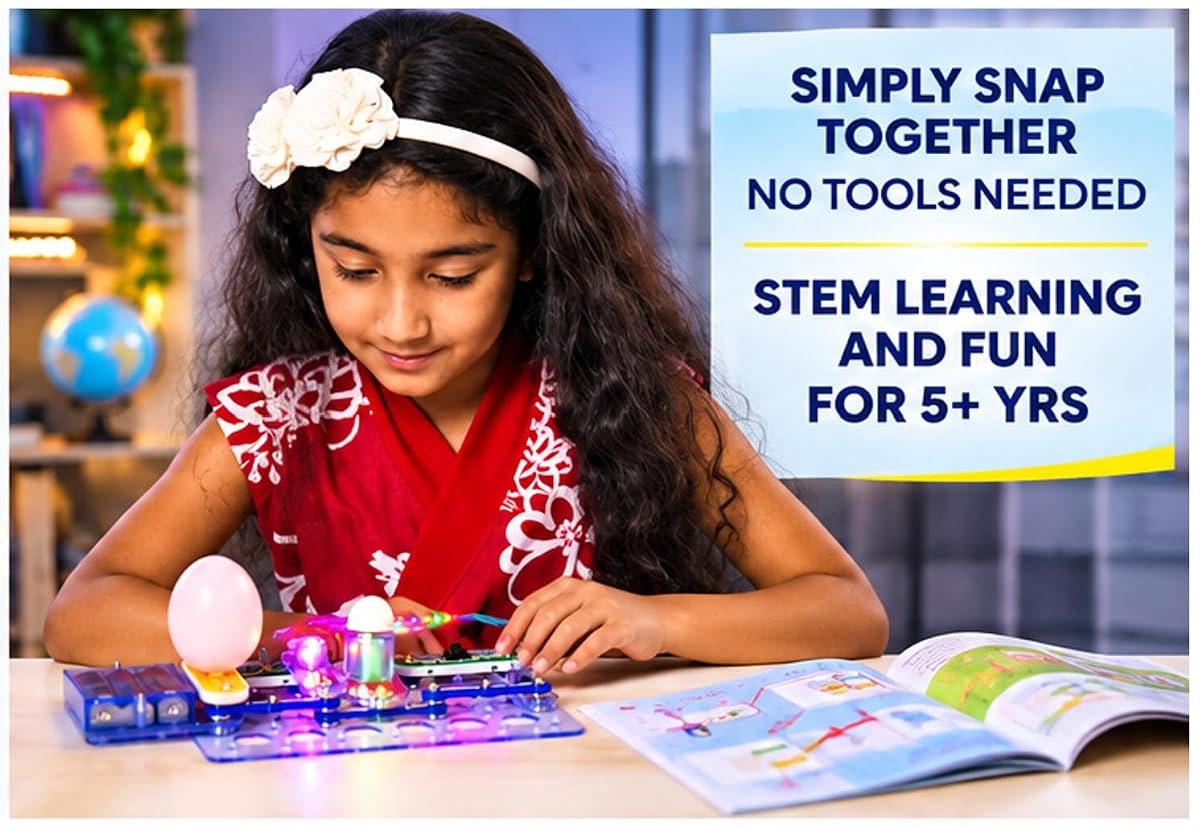 SIMPLY SNAP
TOGETHER
NO TOOLS NEEDED
STEM LEARNING
AND FUN
FOR 5+ YRS